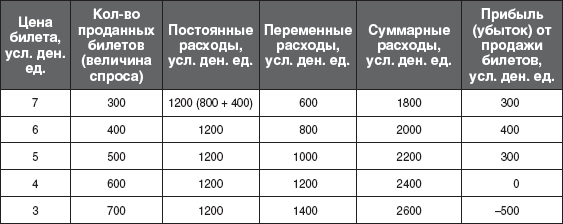 Цена билета, усл. ден. ед. | Кол-во проданных билетов (величина спроса) | Постоянные расходы, усл. ден. ед. | Переменные расходы, усл. ден. ед. | Суммарные расходы, усл. ден. ед. | Прибыль (убыток) от продажи билетов, усл. ден. ед.
7 | 300 | 1200 (800 + 400) | 600 | 1800 | 300
6 | 400 | 1200 | 800 | 2000 | 400
5 | 500 | 1200 | 1000 | 2200 | 300
4 | 600 | 1200 | 1200 | 2400 | 0
3 | 700 | 1200 | 1400 | 2600 | –500